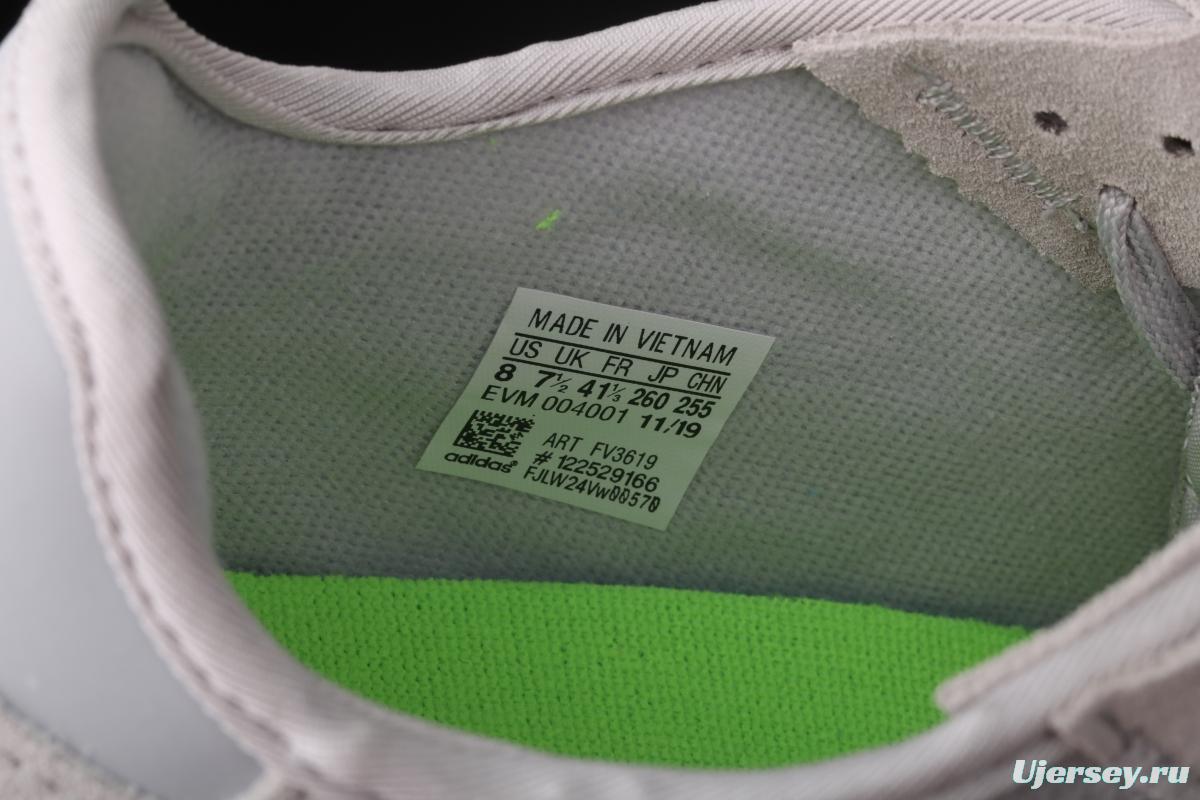 MADE IN VIETNAM
US UK FR JP CHN
8 7½ 41⅓ 260 255
EVM 004001 11/19
ART FV3619
# 122529166
adidas® FJLW24Vw00570
Ujersey.ru